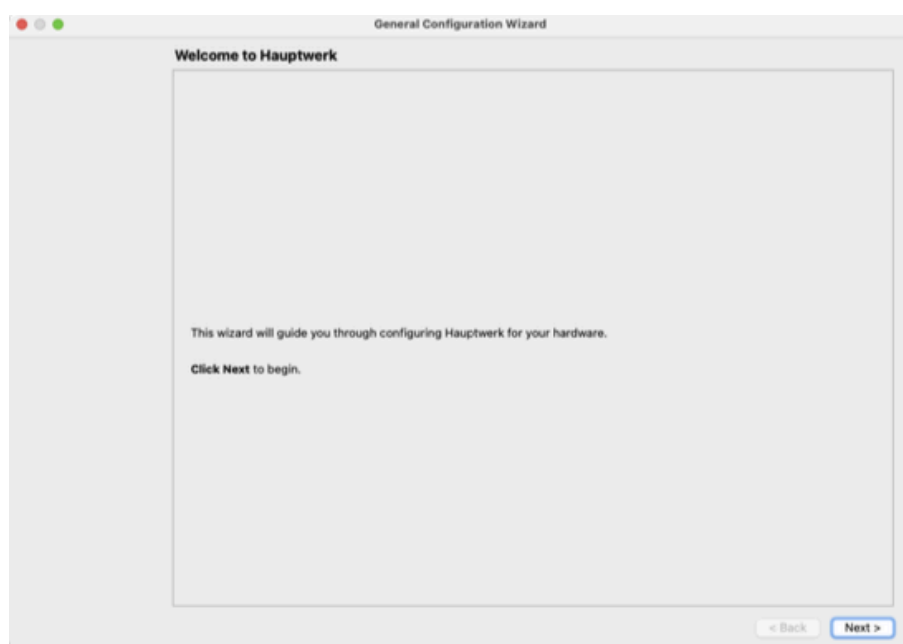 General Configuration Wizard
Welcome to Hauptwerk
This wizard will guide you through configuring Hauptwerk for your hardware.
Click Next to begin.
< Back
Next >